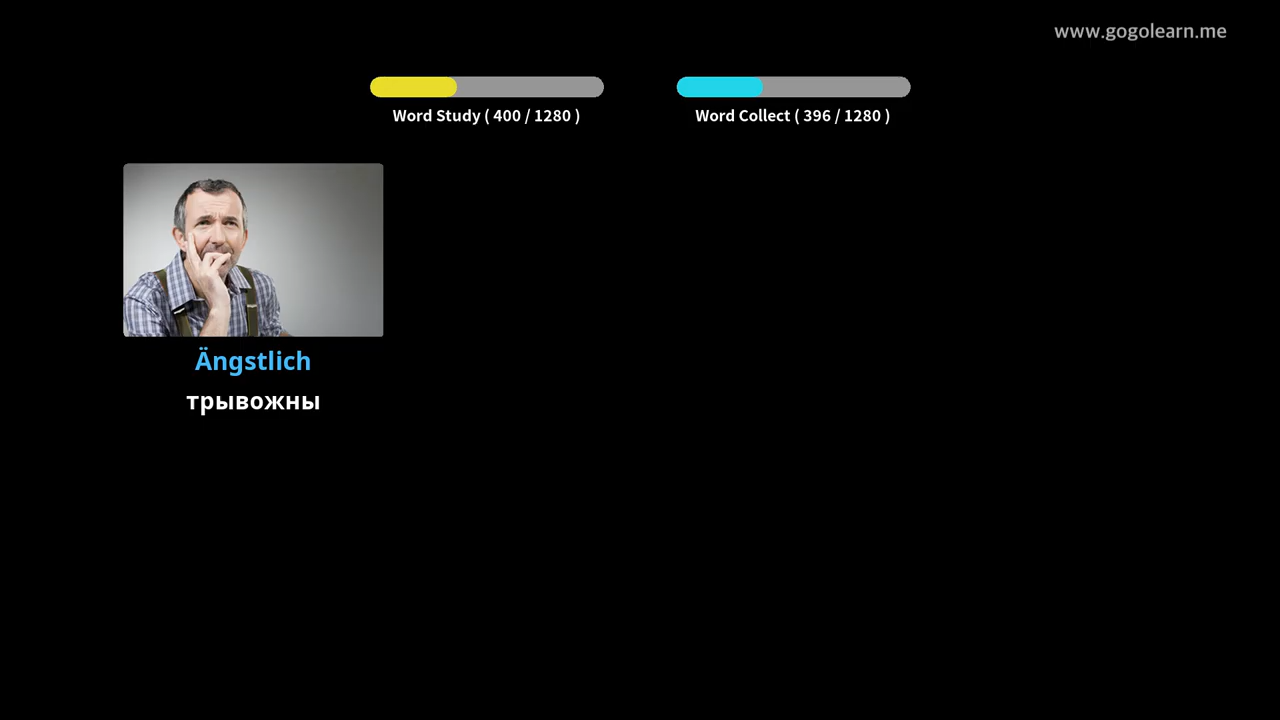 www.gogolearn.me
Word Study ( 400 / 1280 )
Word Collect ( 396 / 1280 )
Ängstlich
трывожны